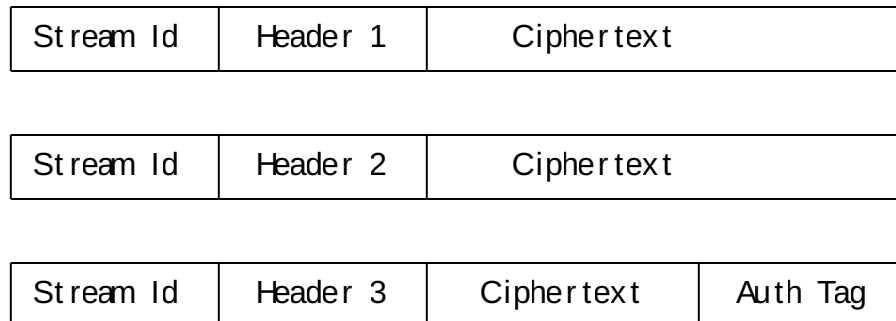 Stream Id Header 1 Ciphertext
Stream Id Header 2 Ciphertext
Stream Id Header 3 Ciphertext Auth Tag